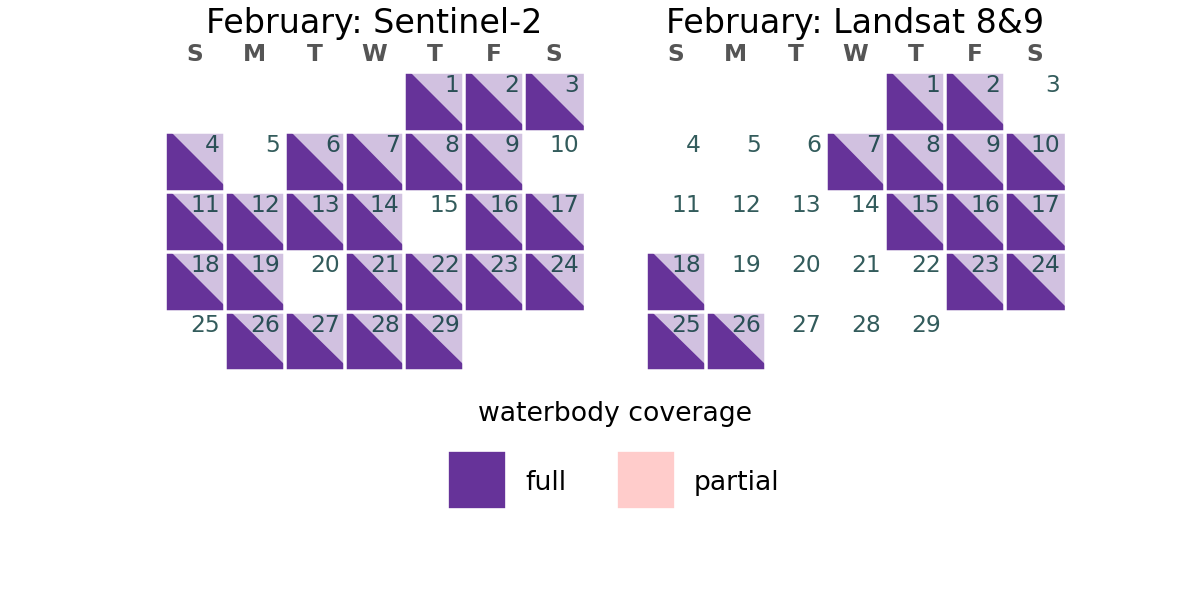 February: Sentinel-2
S M T W T F S
1 2 3
4 5 6 7 8 9 10
11 12 13 14 15 16 17
18 19 20 21 22 23 24
25 26 27 28 29
February: Landsat 8&9
S M T W T F S
1 2 3
4 5 6 7 8 9 10
11 12 13 14 15 16 17
18 19 20 21 22 23 24
25 26 27 28 29
waterbody coverage
full partial